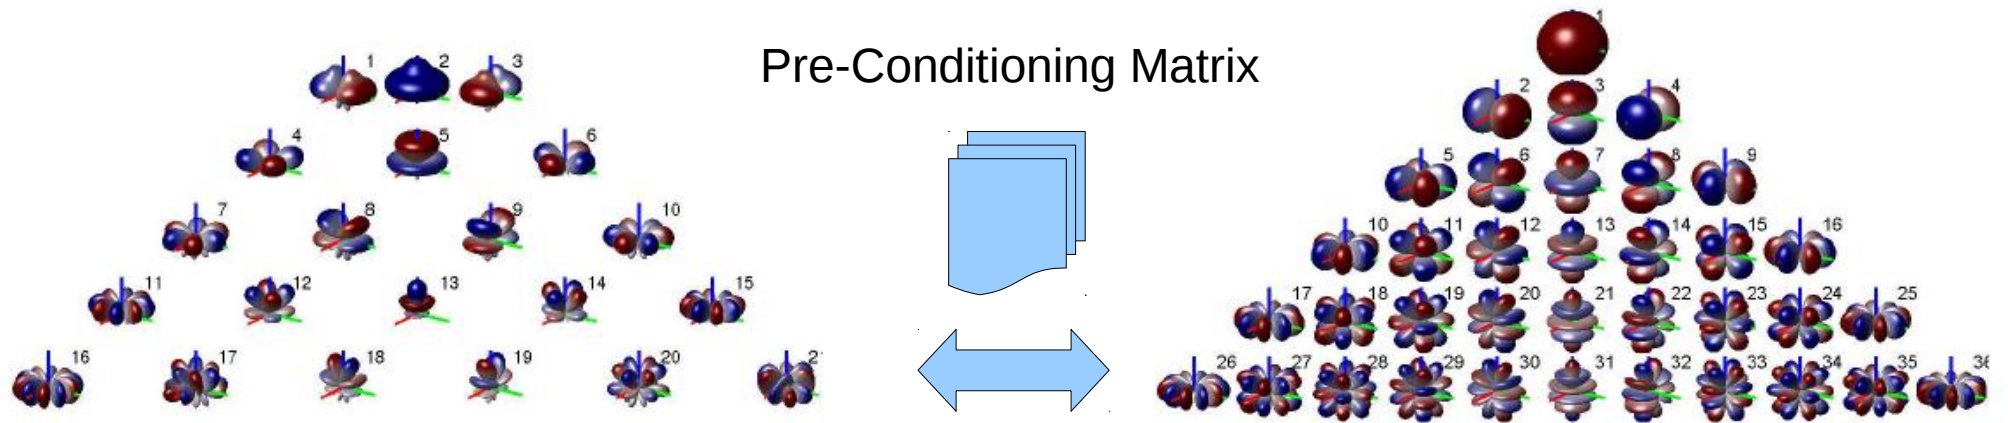 Pre-Conditioning Matrix
1 2 3
4 5 6
7 8 9 10
11 12 13 14 15
16 17 18 19 20
1
2 3 4
5 6 7 8 9
10 11 12 13 14 15 16
17 18 19 20 21 22 23 24 25
26 27 28 29 30 31 32 33 34 35 36